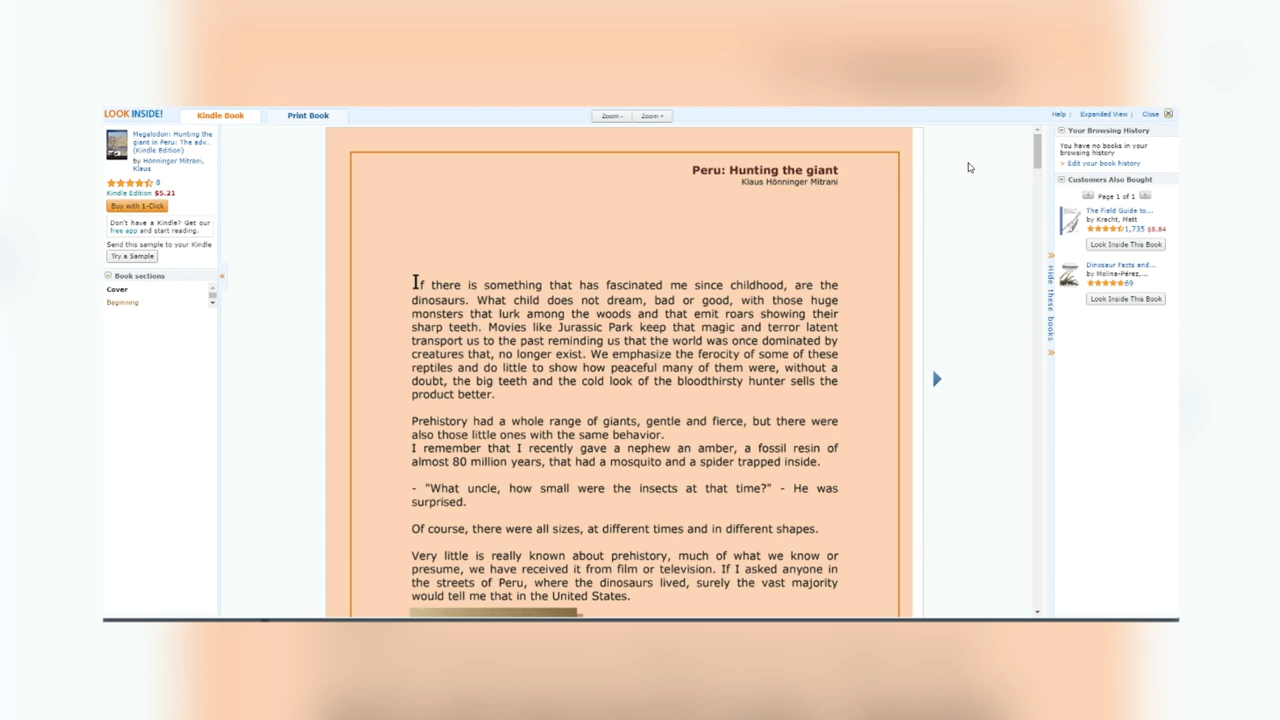 LOOK INSIDE!
Kindle Book
Print Book
Zoom -
Zoom +
Help |
Expanded View |
Close
Megalodon: Hunting the
giant in Peru: The adv...
(Kindle Edition)
by Hönninger Mitrani,
Klaus
8
Kindle Edition $5.21
Buy with 1-Click
Don't have a Kindle? Get our
free app and start reading.
Send this sample to your Kindle
Try a Sample
Book sections
Cover
Beginning
Peru: Hunting the giant
Klaus Hönninger Mitrani
If there is something that has fascinated me since childhood, are the
dinosaurs. What child does not dream, bad or good, with those huge
monsters that lurk among the woods and that emit roars showing their
sharp teeth. Movies like Jurassic Park keep that magic and terror latent
transport us to the past reminding us that the world was once dominated by
creatures that, no longer exist. We emphasize the ferocity of some of these
reptiles and do little to show how peaceful many of them were, without a
doubt, the big teeth and the cold look of the bloodthirsty hunter sells the
product better.
Prehistory had a whole range of giants, gentle and fierce, but there were
also those little ones with the same behavior.
I remember that I recently gave a nephew an amber, a fossil resin of
almost 80 million years, that had a mosquito and a spider trapped inside.
- "What uncle, how small were the insects at that time?" - He was
surprised.
Of course, there were all sizes, at different times and in different shapes.
Very little is really known about prehistory, much of what we know or
presume, we have received it from film or television. If I asked anyone in
the streets of Peru, where the dinosaurs lived, surely the vast majority
would tell me that in the United States.
Hide these books
Your Browsing History
You have no books in your
browsing history
> Edit your book history
Customers Also Bought
Page 1 of 1
The Field Guide to...
by Kracht, Matt
1,735 $8.84
Look Inside This Book
Dinosaur Facts and...
by Molina-Pérez,...
69
Look Inside This Book